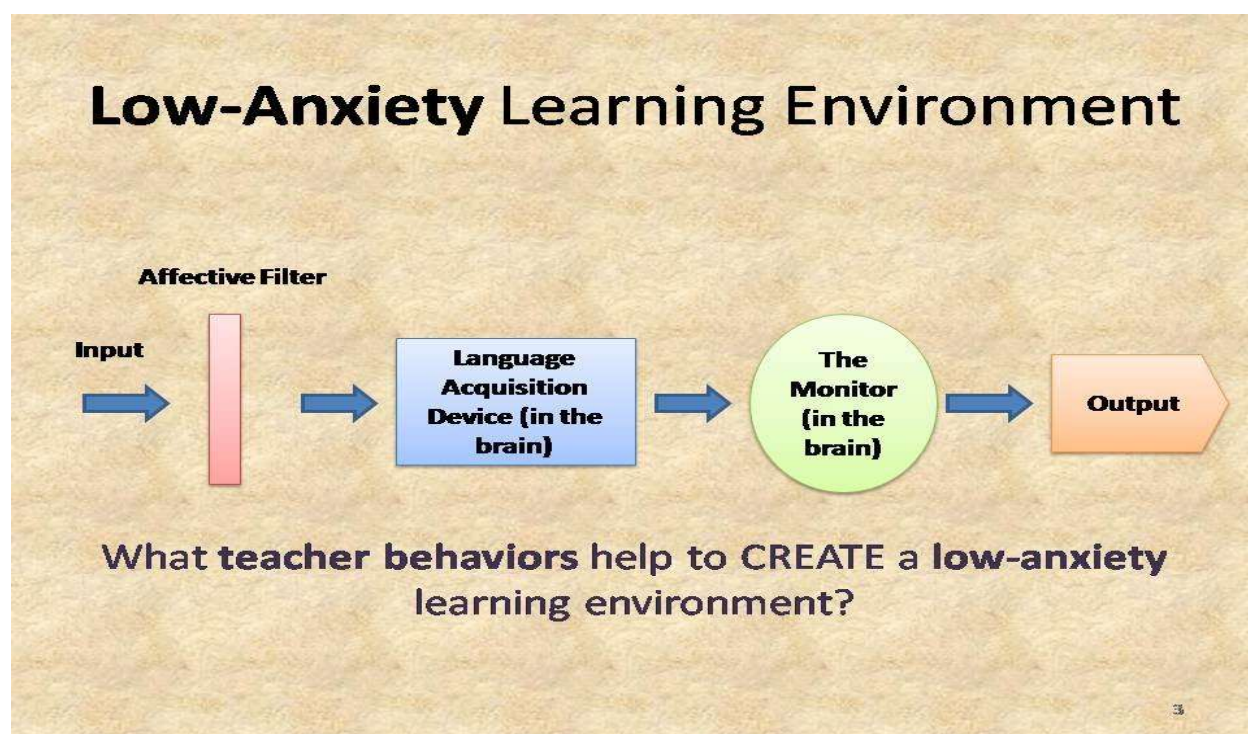 Low-Anxiety Learning Environment
Affective Filter
Input
Language
Acquisition
Device (in the
brain)
The
Monitor
(in the
brain)
Output
What teacher behaviors help to CREATE a low-anxiety
learning environment?
3